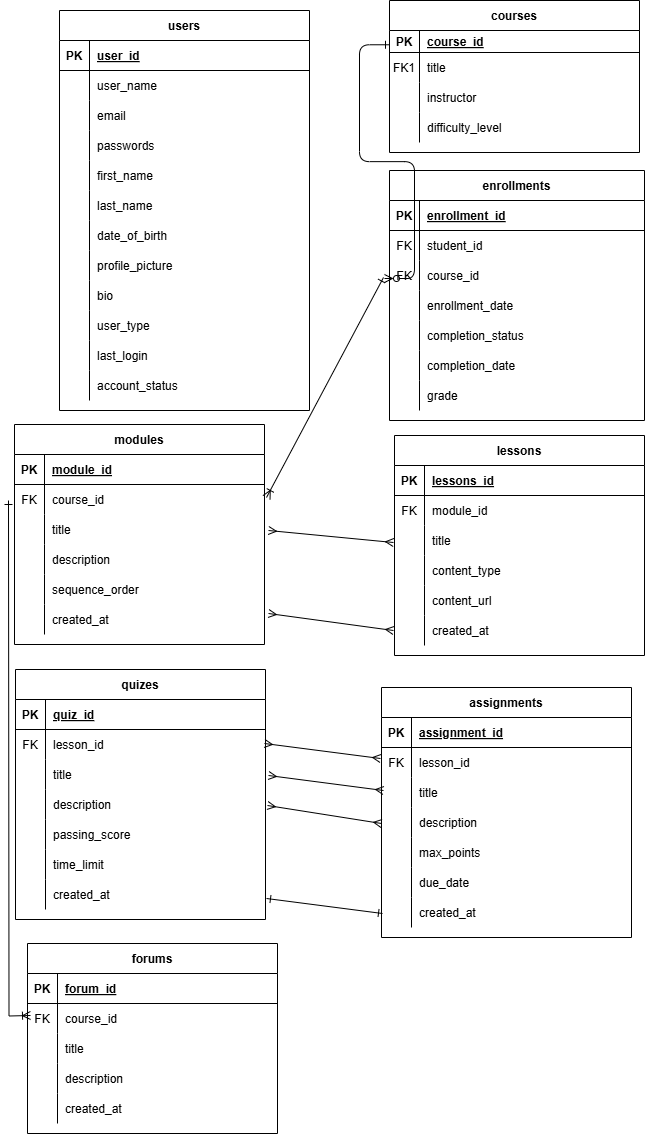 users
PK user_id
user_name
email
passwords
first_name
last_name
date_of_birth
profile_picture
bio
user_type
last_login
account_status
courses
PK course_id
FK1 title
instructor
difficulty_level
enrollments
PK enrollment_id
FK student_id
FK course_id
enrollment_date
completion_status
completion_date
grade
modules
PK module_id
FK course_id
title
description
sequence_order
created_at
lessons
PK lessons_id
FK module_id
title
content_type
content_url
created_at
quizes
PK quiz_id
FK lesson_id
title
description
passing_score
time_limit
created_at
assignments
PK assignment_id
FK lesson_id
title
description
max_points
due_date
created_at
forums
PK forum_id
FK course_id
title
description
created_at